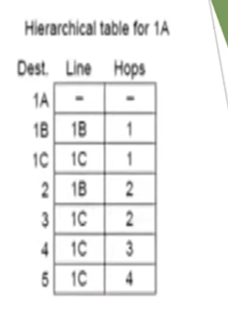 Hierarchical table for 1A
Dest. Line Hops
1A – –
1B 1B 1
1C 1C 1
2 1B 2
3 1C 2
4 1C 3
5 1C 4